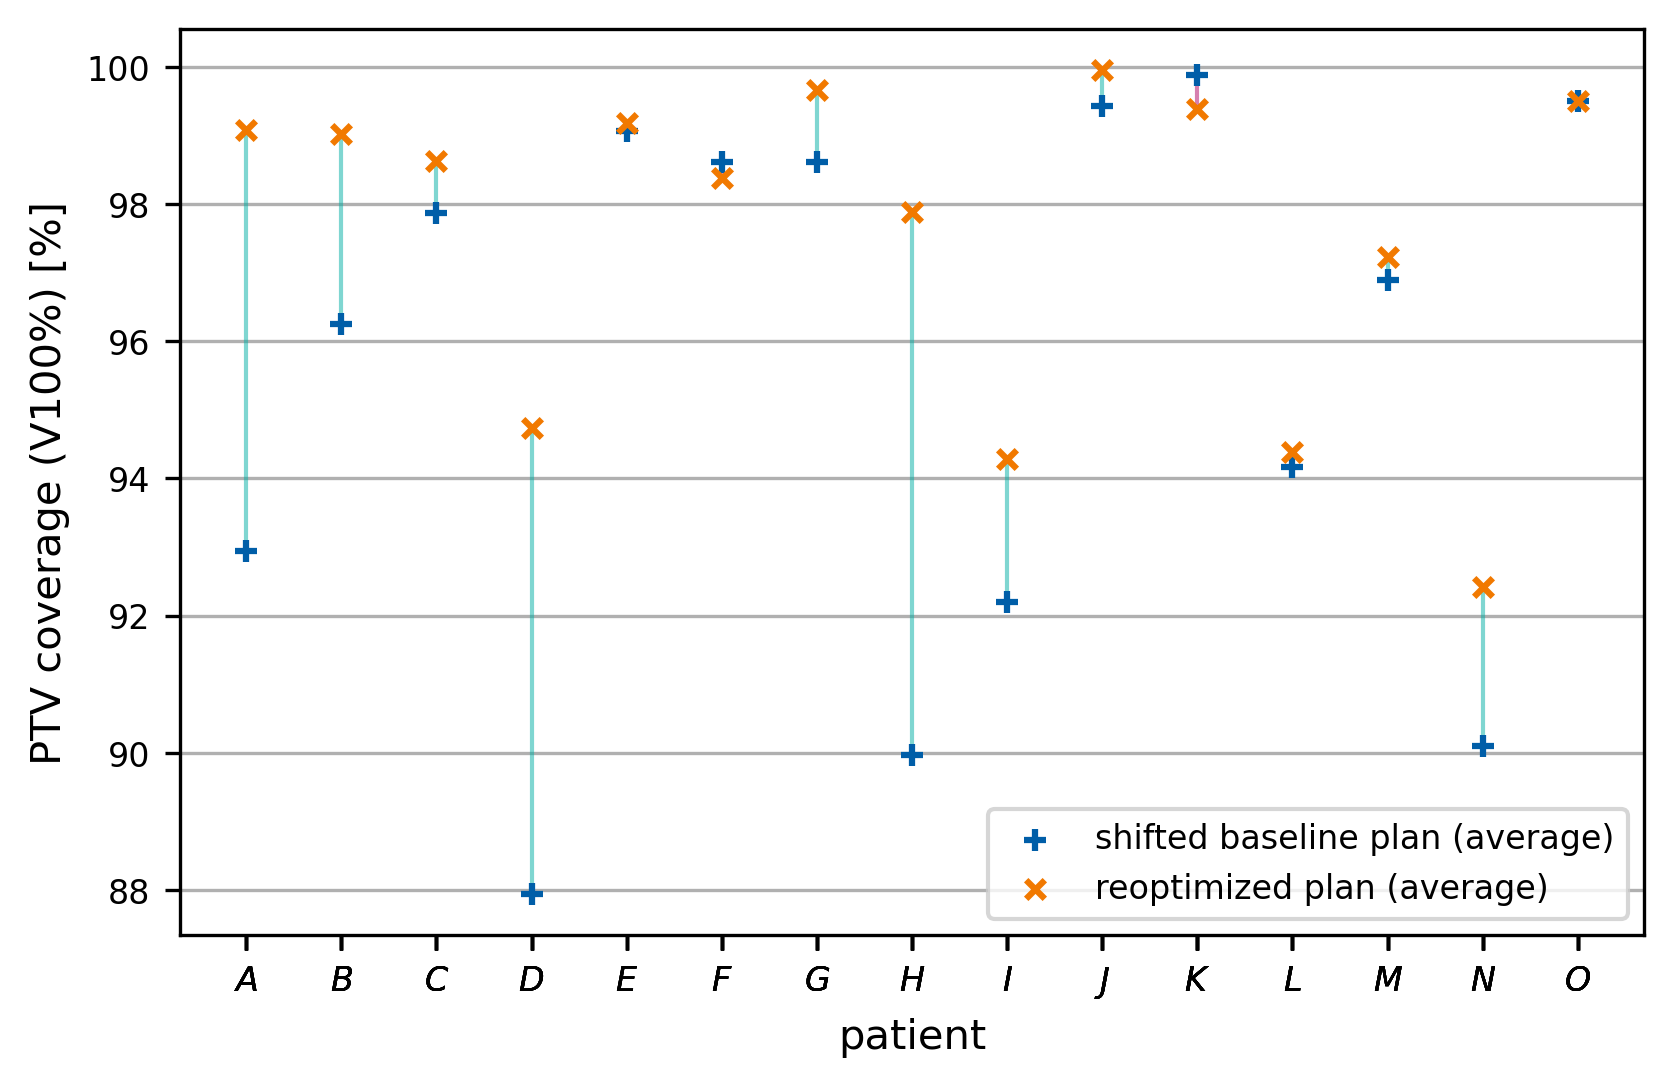 100
98
96
94
92
90
88
PTV coverage (V100%) [%]
shifted baseline plan (average)
reoptimized plan (average)
A B C D E F G H I J K L M N O
patient